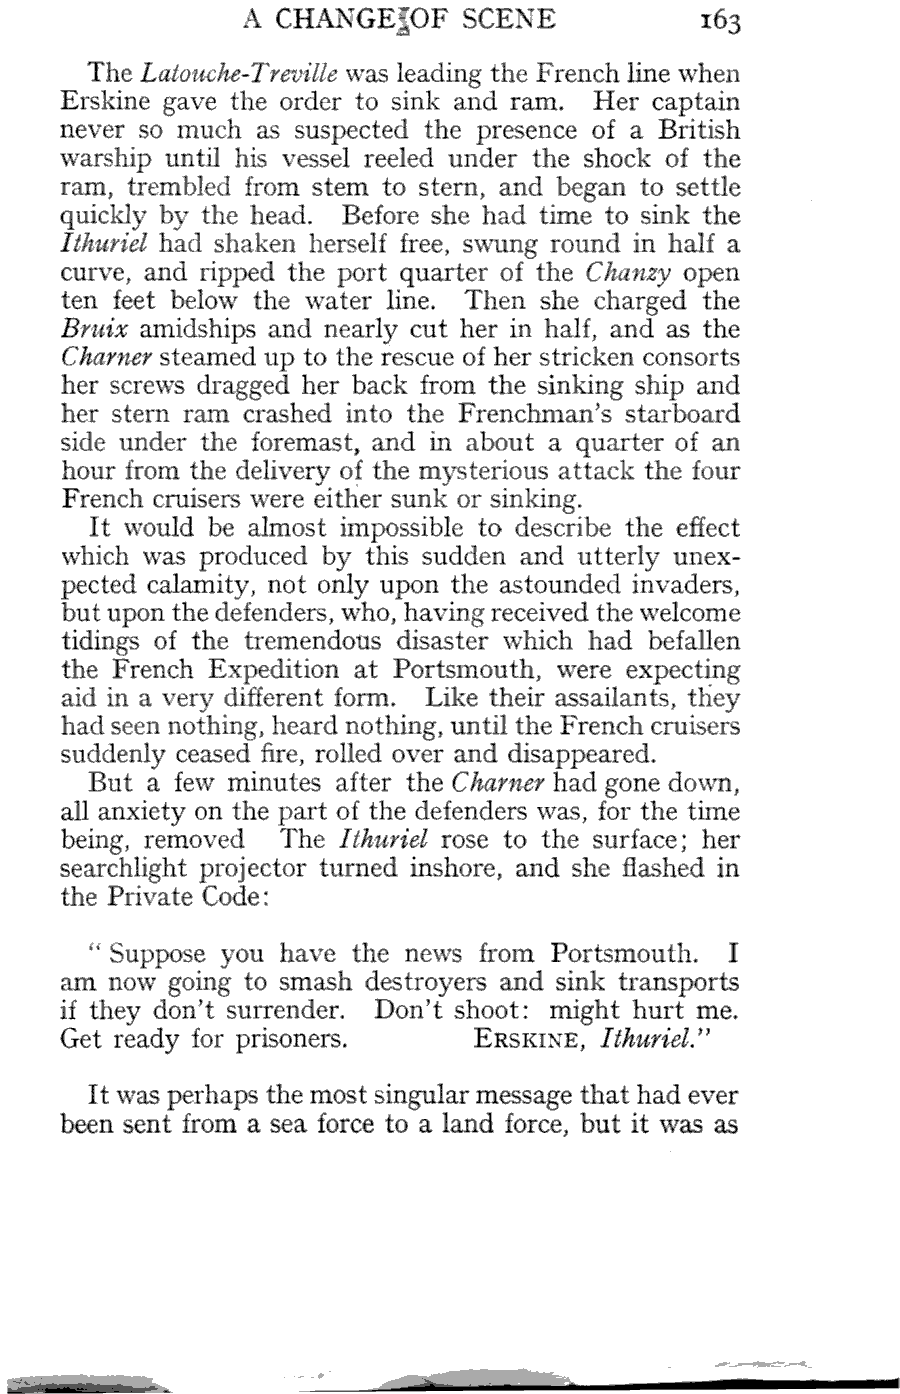 A CHANGE OF SCENE 163
The Latouche-Treville was leading the French line when
Erskine gave the order to sink and ram. Her captain
never so much as suspected the presence of a British
warship until his vessel reeled under the shock of the
ram, trembled from stem to stern, and began to settle
quickly by the head. Before she had time to sink the
Ithuriel had shaken herself free, swung round in half a
curve, and ripped the port quarter of the Chanzy open
ten feet below the water line. Then she charged the
Bruix amidships and nearly cut her in half, and as the
Charner steamed up to the rescue of her stricken consorts
her screws dragged her back from the sinking ship and
her stern ram crashed into the Frenchman's starboard
side under the foremast, and in about a quarter of an
hour from the delivery of the mysterious attack the four
French cruisers were either sunk or sinking.
It would be almost impossible to describe the effect
which was produced by this sudden and utterly unex-
pected calamity, not only upon the astounded invaders,
but upon the defenders, who, having received the welcome
tidings of the tremendous disaster which had befallen
the French Expedition at Portsmouth, were expecting
aid in a very different form. Like their assailants, they
had seen nothing, heard nothing, until the French cruisers
suddenly ceased fire, rolled over and disappeared.
But a few minutes after the Charner had gone down,
all anxiety on the part of the defenders was, for the time
being, removed The Ithuriel rose to the surface; her
searchlight projector turned inshore, and she flashed in
the Private Code:
“ Suppose you have the news from Portsmouth. I
am now going to smash destroyers and sink transports
if they don't surrender. Don't shoot: might hurt me.
Get ready for prisoners. ERSKINE, Ithuriel.”
It was perhaps the most singular message that had ever
been sent from a sea force to a land force, but it was as